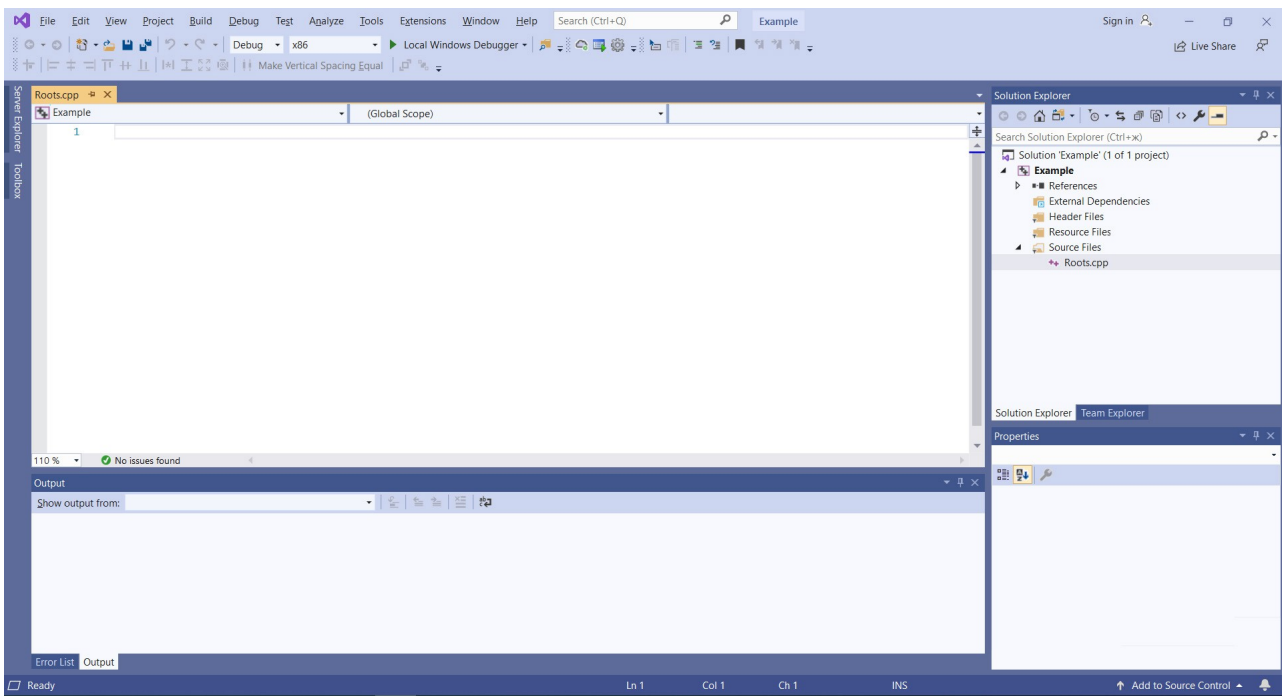 File Edit View Project Build Debug Test Analyze Tools Extensions Window Help Search (Ctrl+Q) Example Sign in
Debug x86 Local Windows Debugger Live Share
Make Vertical Spacing Equal
Server Explorer
Toolbox
Roots.cpp
Example (Global Scope)
1
110 % No issues found
Output
Show output from:
Error List Output
Solution Explorer
Search Solution Explorer (Ctrl+ж)
Solution 'Example' (1 of 1 project)
Example
References
External Dependencies
Header Files
Resource Files
Source Files
Roots.cpp
Solution Explorer Team Explorer
Properties
Ready Ln 1 Col 1 Ch 1 INS Add to Source Control